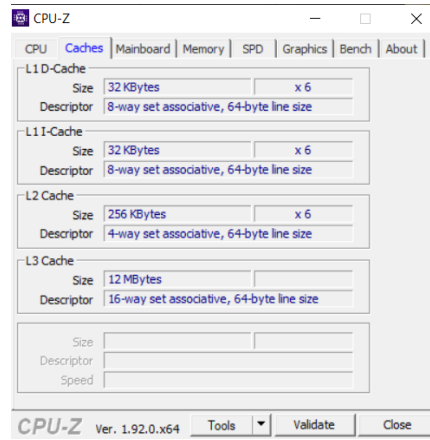 CPU-Z
CPU Caches Mainboard Memory SPD Graphics Bench About
L1 D-Cache
Size 32 KBytes x 6
Descriptor 8-way set associative, 64-byte line size
L1 I-Cache
Size 32 KBytes x 6
Descriptor 8-way set associative, 64-byte line size
L2 Cache
Size 256 KBytes x 6
Descriptor 4-way set associative, 64-byte line size
L3 Cache
Size 12 MBytes
Descriptor 16-way set associative, 64-byte line size
Size
Descriptor
Speed
CPU-Z Ver. 1.92.0.x64 Tools Validate Close